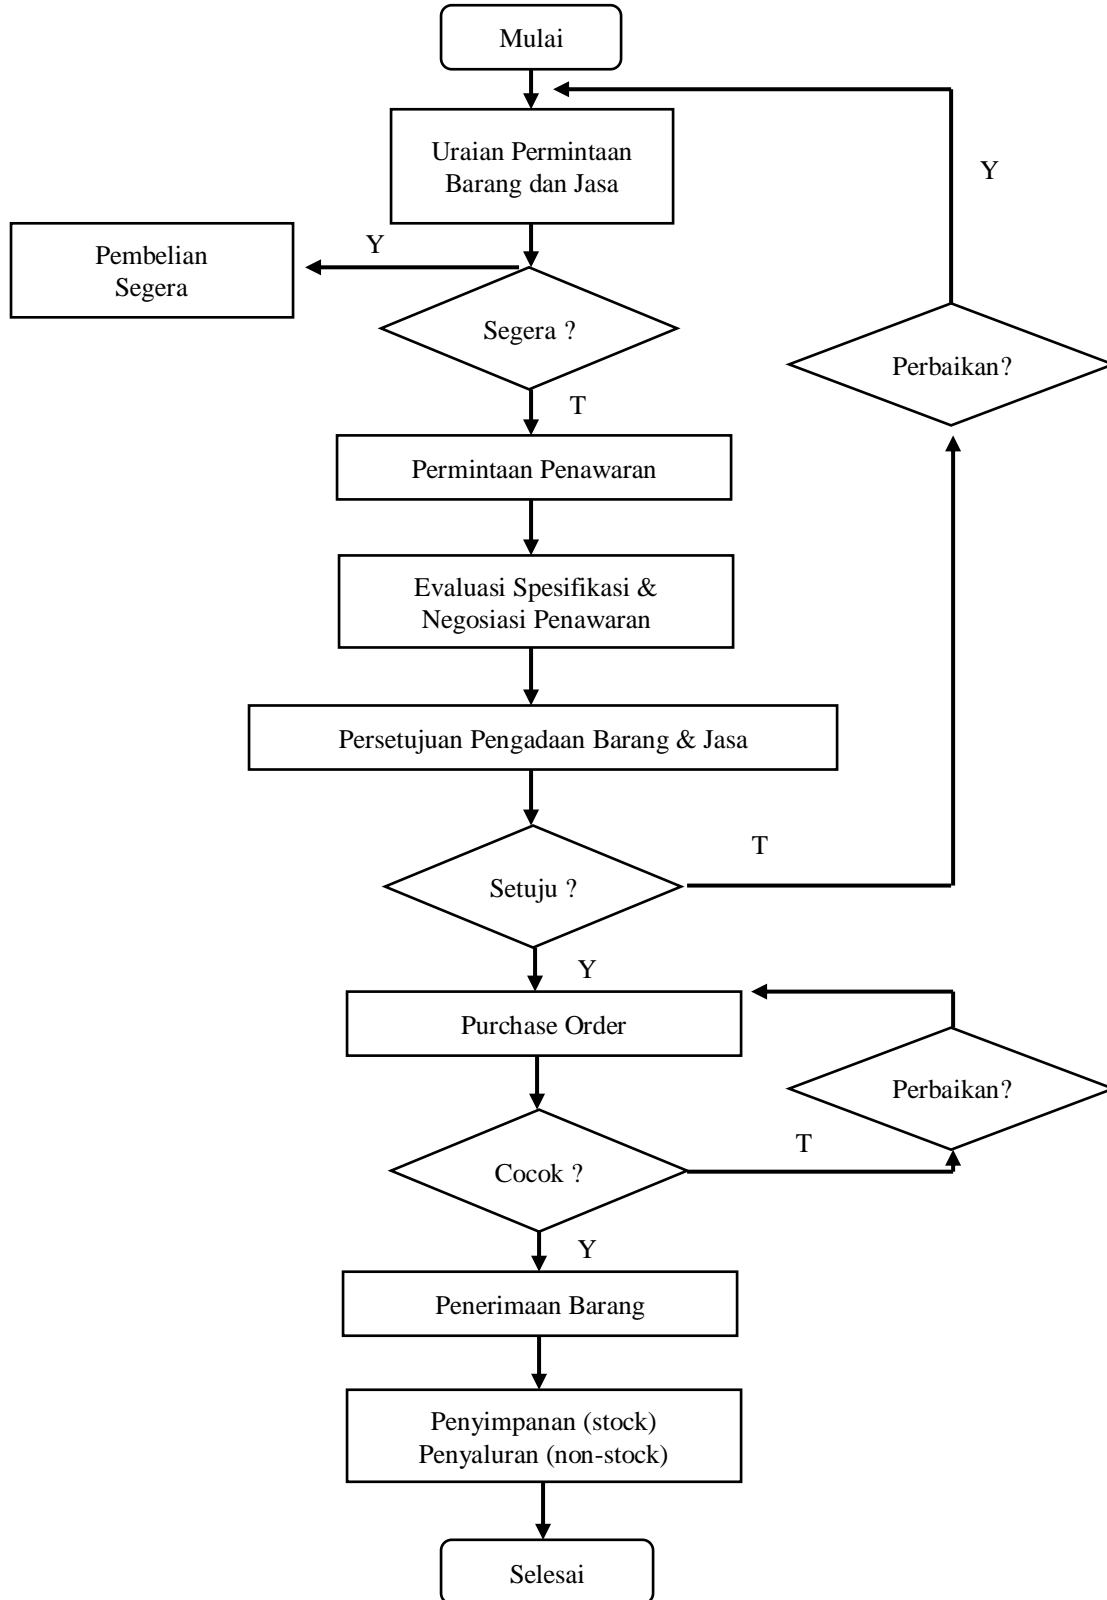 Mulai
Uraian Permintaan
Barang dan Jasa
Y
Y
Pembelian
Segera
Segera ?
Perbaikan?
T
Permintaan Penawaran
Evaluasi Spesifikasi &
Negosiasi Penawaran
Persetujuan Pengadaan Barang & Jasa
T
Setuju ?
Y
Purchase Order
Perbaikan?
T
Cocok ?
Y
Penerimaan Barang
Penyimpanan (stock)
Penyaluran (non-stock)
Selesai